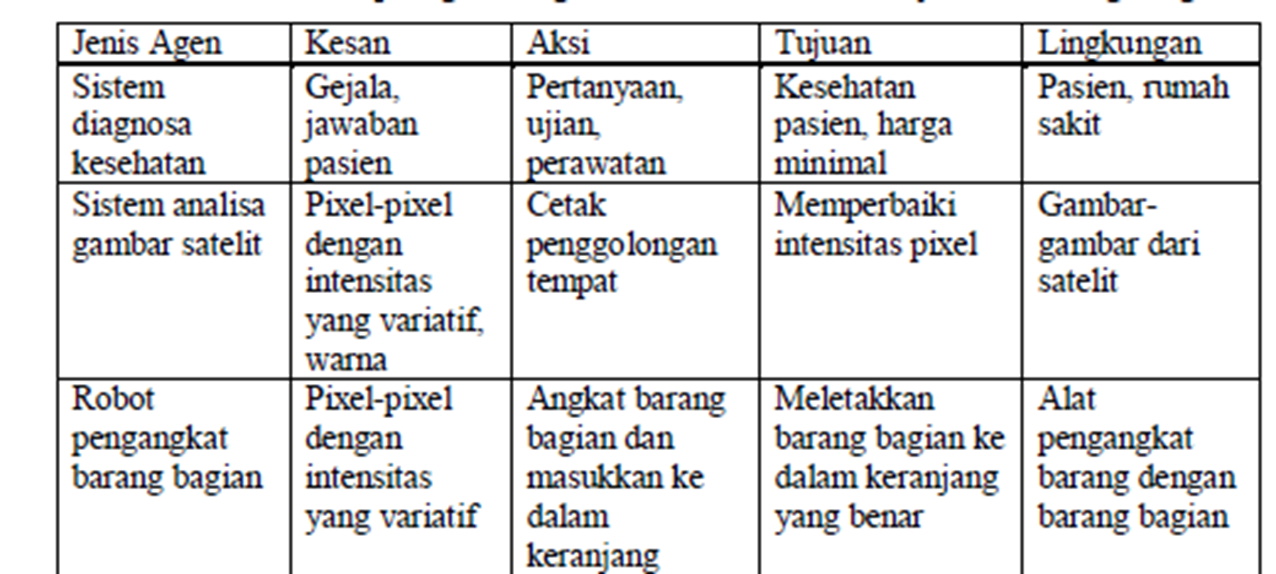 Jenis Agen Kesan Aksi Tujuan Lingkungan
Sistem diagnosa kesehatan
Gejala, jawaban pasien
Pertanyaan, ujian, perawatan
Kesehatan pasien, harga minimal
Pasien, rumah sakit
Sistem analisa gambar satelit
Pixel-pixel dengan intensitas yang variatif, warna
Cetak penggolongan tempat
Memperbaiki intensitas pixel
Gambar-gambar dari satelit
Robot pengangkat barang bagian
Pixel-pixel dengan intensitas yang variatif
Angkat barang bagian dan masukkan ke dalam keranjang
Meletakkan barang bagian ke dalam keranjang yang benar
Alat pengangkat barang dengan barang bagian